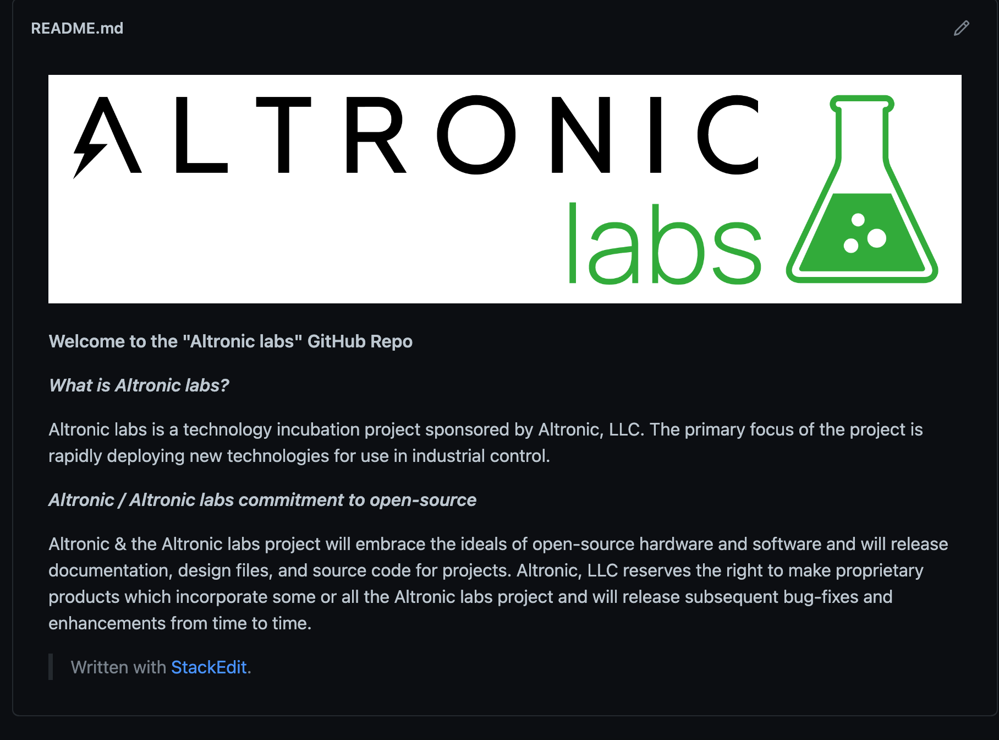 README.md
ALTRONIC
labs
Welcome to the "Altronic labs" GitHub Repo
What is Altronic labs?
Altronic labs is a technology incubation project sponsored by Altronic, LLC. The primary focus of the project is
rapidly deploying new technologies for use in industrial control.
Altronic / Altronic labs commitment to open-source
Altronic & the Altronic labs project will embrace the ideals of open-source hardware and software and will release
documentation, design files, and source code for projects. Altronic, LLC reserves the right to make proprietary
products which incorporate some or all the Altronic labs project and will release subsequent bug-fixes and
enhancements from time to time.
Written with StackEdit.